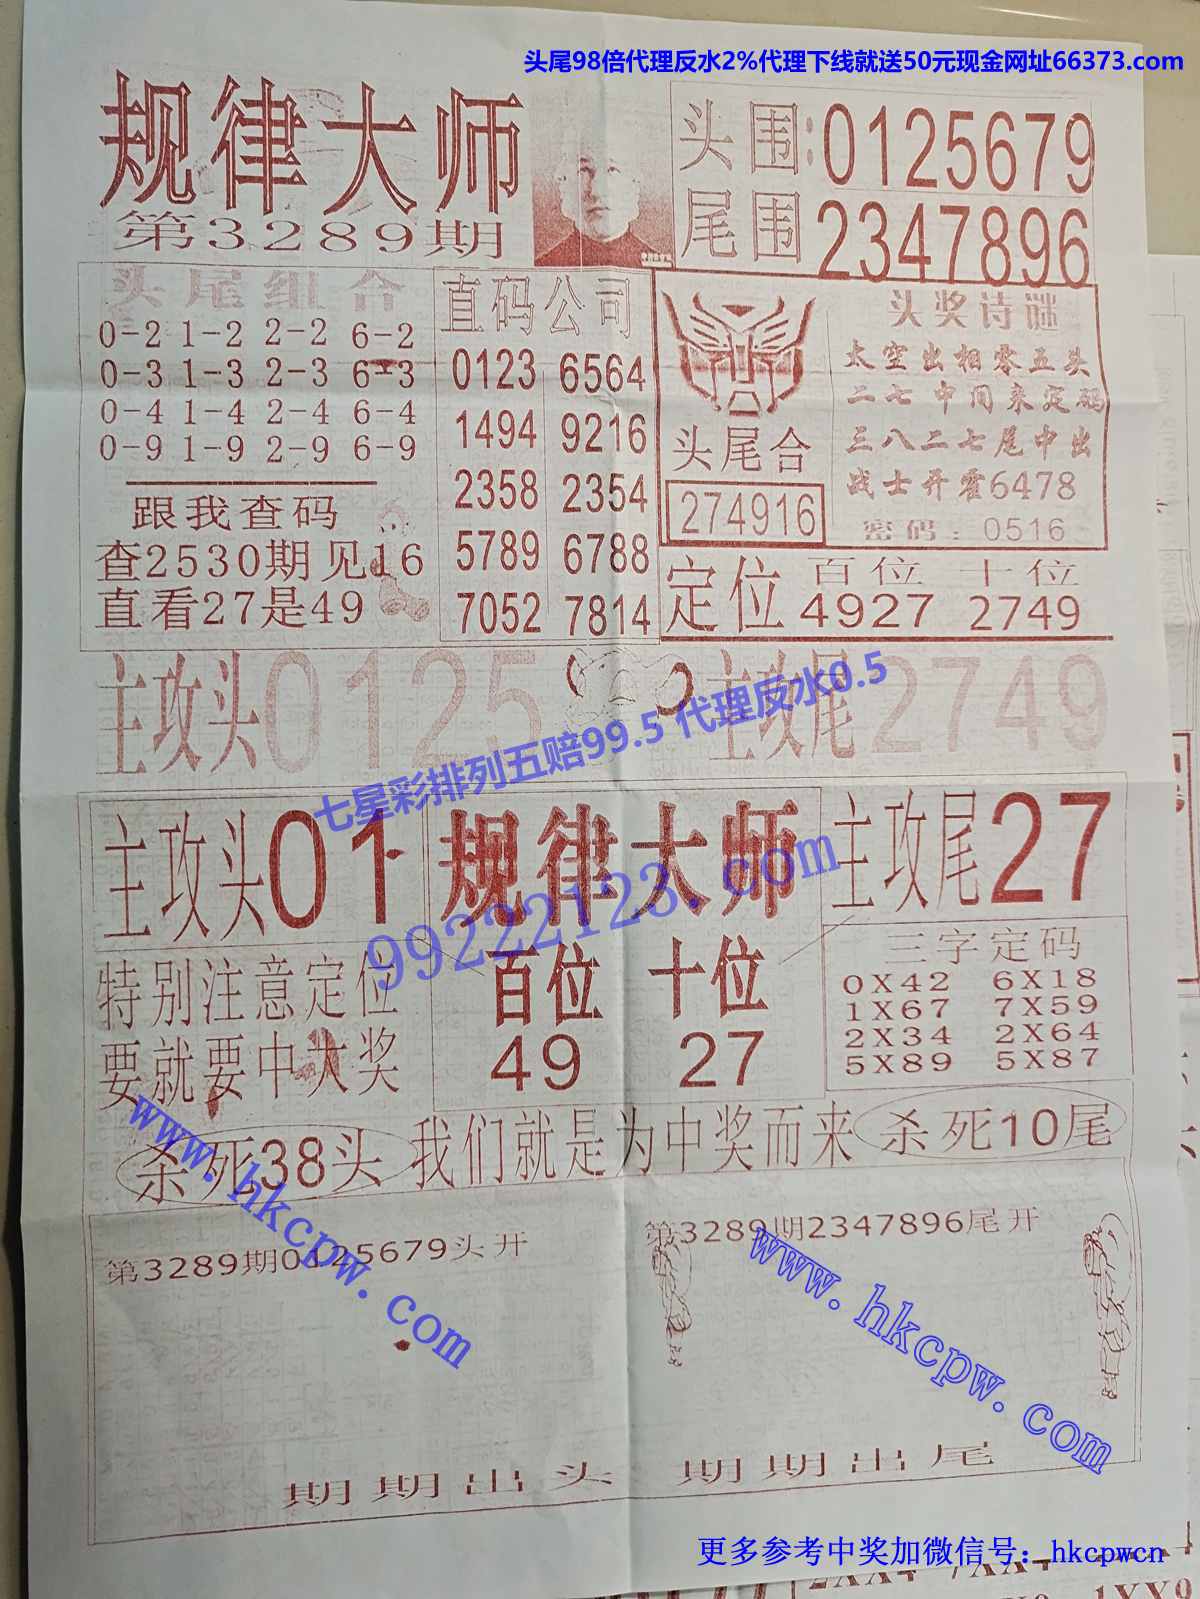 头尾98倍代理反水2%代理下线就送50元现金网址66373.com
规律大师
第3289期
头围:0125679
尾围2347896
头尾组合
0-2 1-2 2-2 6-2
0-3 1-3 2-3 6-3
0-4 1-4 2-4 6-4
0-9 1-9 2-9 6-9
跟我查码
查2530期见16
直看27是49
直码公司
0123 6564
1494 9216
2358 2354
5789 6788
7052 7814
头尾合
274916
头奖诗谜
太空出相零五头
二七中间来定码
三八二七尾中出
战士开霍6478
密码:0516
定位
百位 十位
4927 2749
主攻头0125
主攻尾2749
七星彩排列五赔99.5 代理反水0.5
主攻头01
规律大师
主攻尾27
99222123.com
特别注意定位
要就要中大奖
百位 十位
49 27
三字定码
0X42 6X18
1X67 7X59
2X34 2X64
5X89 5X87
杀死38头
我们就是为中奖而来
杀死10尾
www.hkcpw.com
第3289期0125679头开
第3289期2347896尾开
www.hkcpw.com
期期出头 期期出尾
更多参考中奖加微信号：hkcpwcn